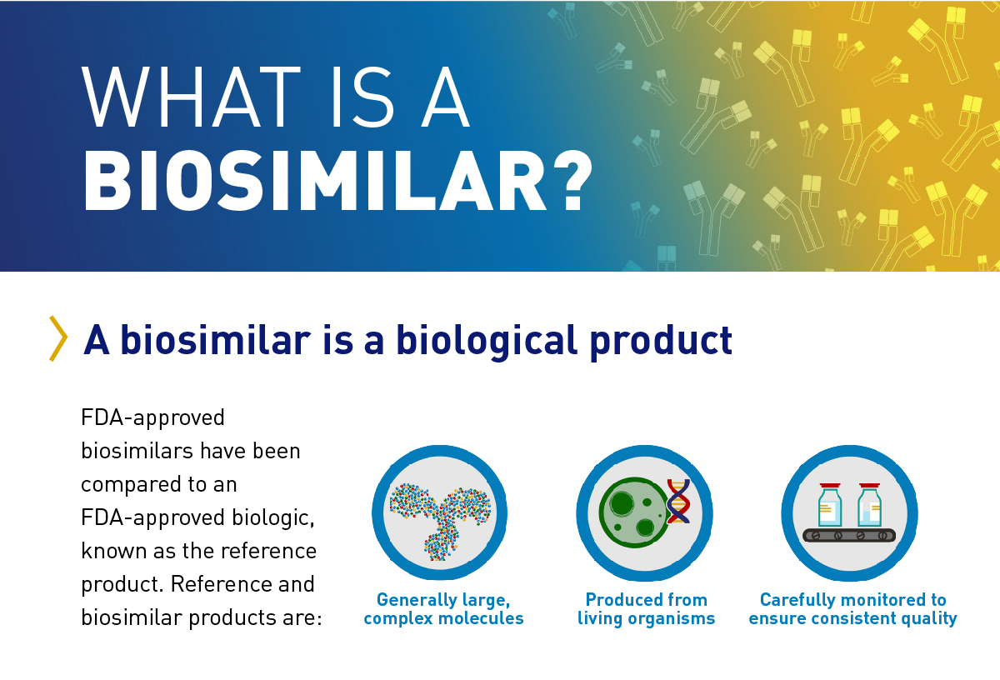 WHAT IS A
BIOSIMILAR?
A biosimilar is a biological product
FDA-approved
biosimilars have been
compared to an
FDA-approved biologic,
known as the reference
product. Reference and
biosimilar products are:
Generally large,
complex molecules
Produced from
living organisms
Carefully monitored to
ensure consistent quality